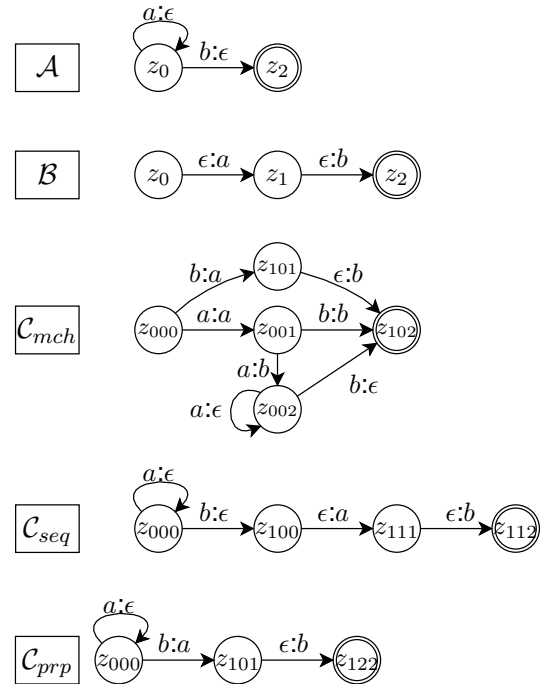 a:ϵ
𝒜 z₀ b:ϵ z₂
ℬ z₀ ϵ:a z₁ ϵ:b z₂
z₁₀₁
b:a ϵ:b
𝒞ₘ꜀ₕ z₀₀₀ a:a z₀₀₁ b:b z₁₀₂
a:b
b:ϵ
a:ϵ z₀₀₂
a:ϵ
𝒞ₛₑq z₀₀₀ b:ϵ z₁₀₀ ϵ:a z₁₁₁ ϵ:b z₁₁₂
a:ϵ
𝒞ₚᵣₚ z₀₀₀ b:a z₁₀₁ ϵ:b z₁₂₂